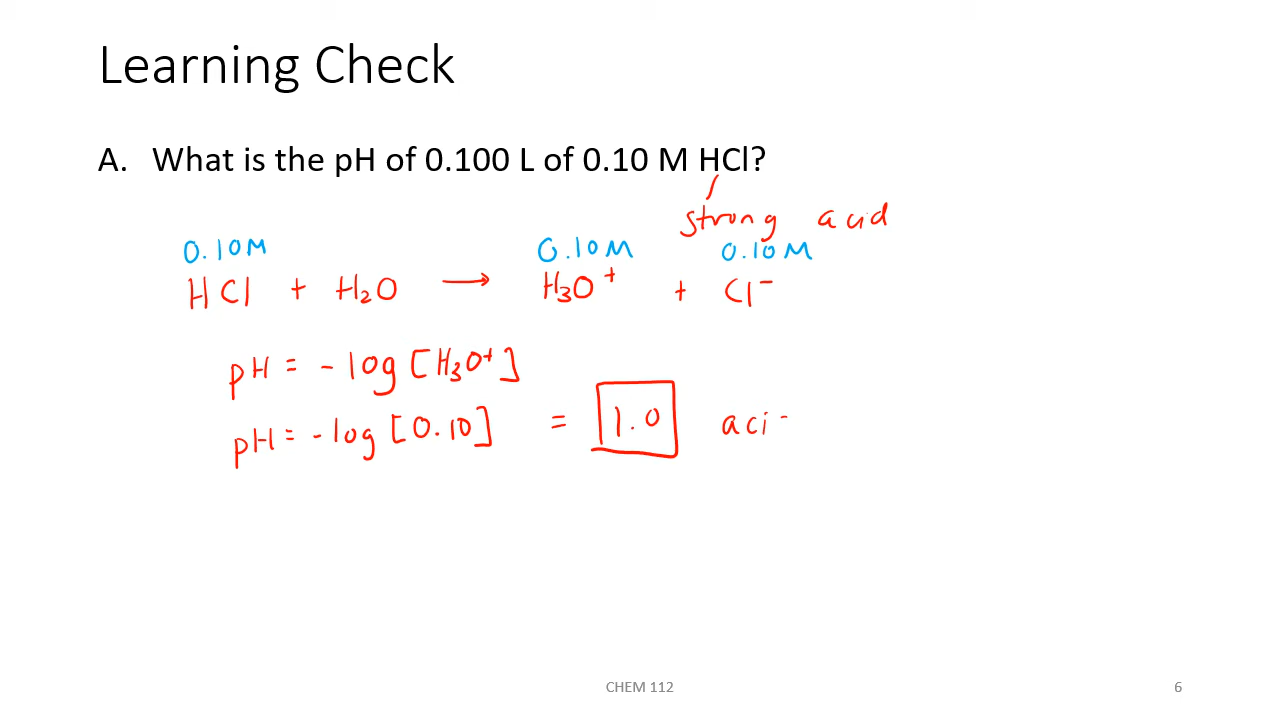 Learning Check
A. What is the pH of 0.100 L of 0.10 M HCl?
strong acid
0.10M 0.10M 0.10M
HCl + H₂O → H₃O⁺ + Cl⁻
pH = - log [H₃O⁺]
pH = - log [0.10] = 1.0 aci
CHEM 112 6